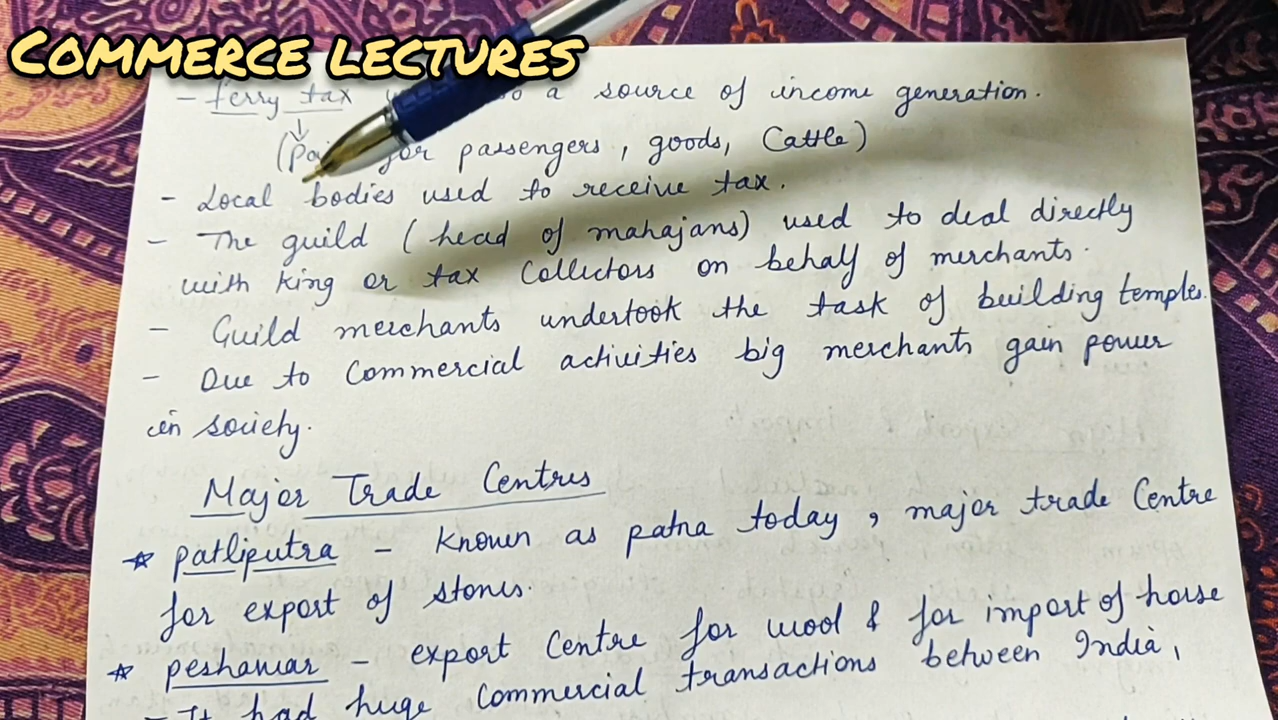 COMMERCE LECTURES
- ferry tax a source of income generation.
(Pai for passengers, goods, Cattle)
- Local bodies used to receive tax.
- The guild (head of mahajans) used to deal directly
with king or tax Collectors on behalf of merchants.
- Guild merchants undertook the task of building temples.
- Due to Commercial activities big merchants gain power
in society.
Major Trade Centres
* patliputra - Known as patna today, major trade Centre
for export of stones.
* peshawar - export Centre for wool & for import of horse
- It had huge Commercial transactions between India,